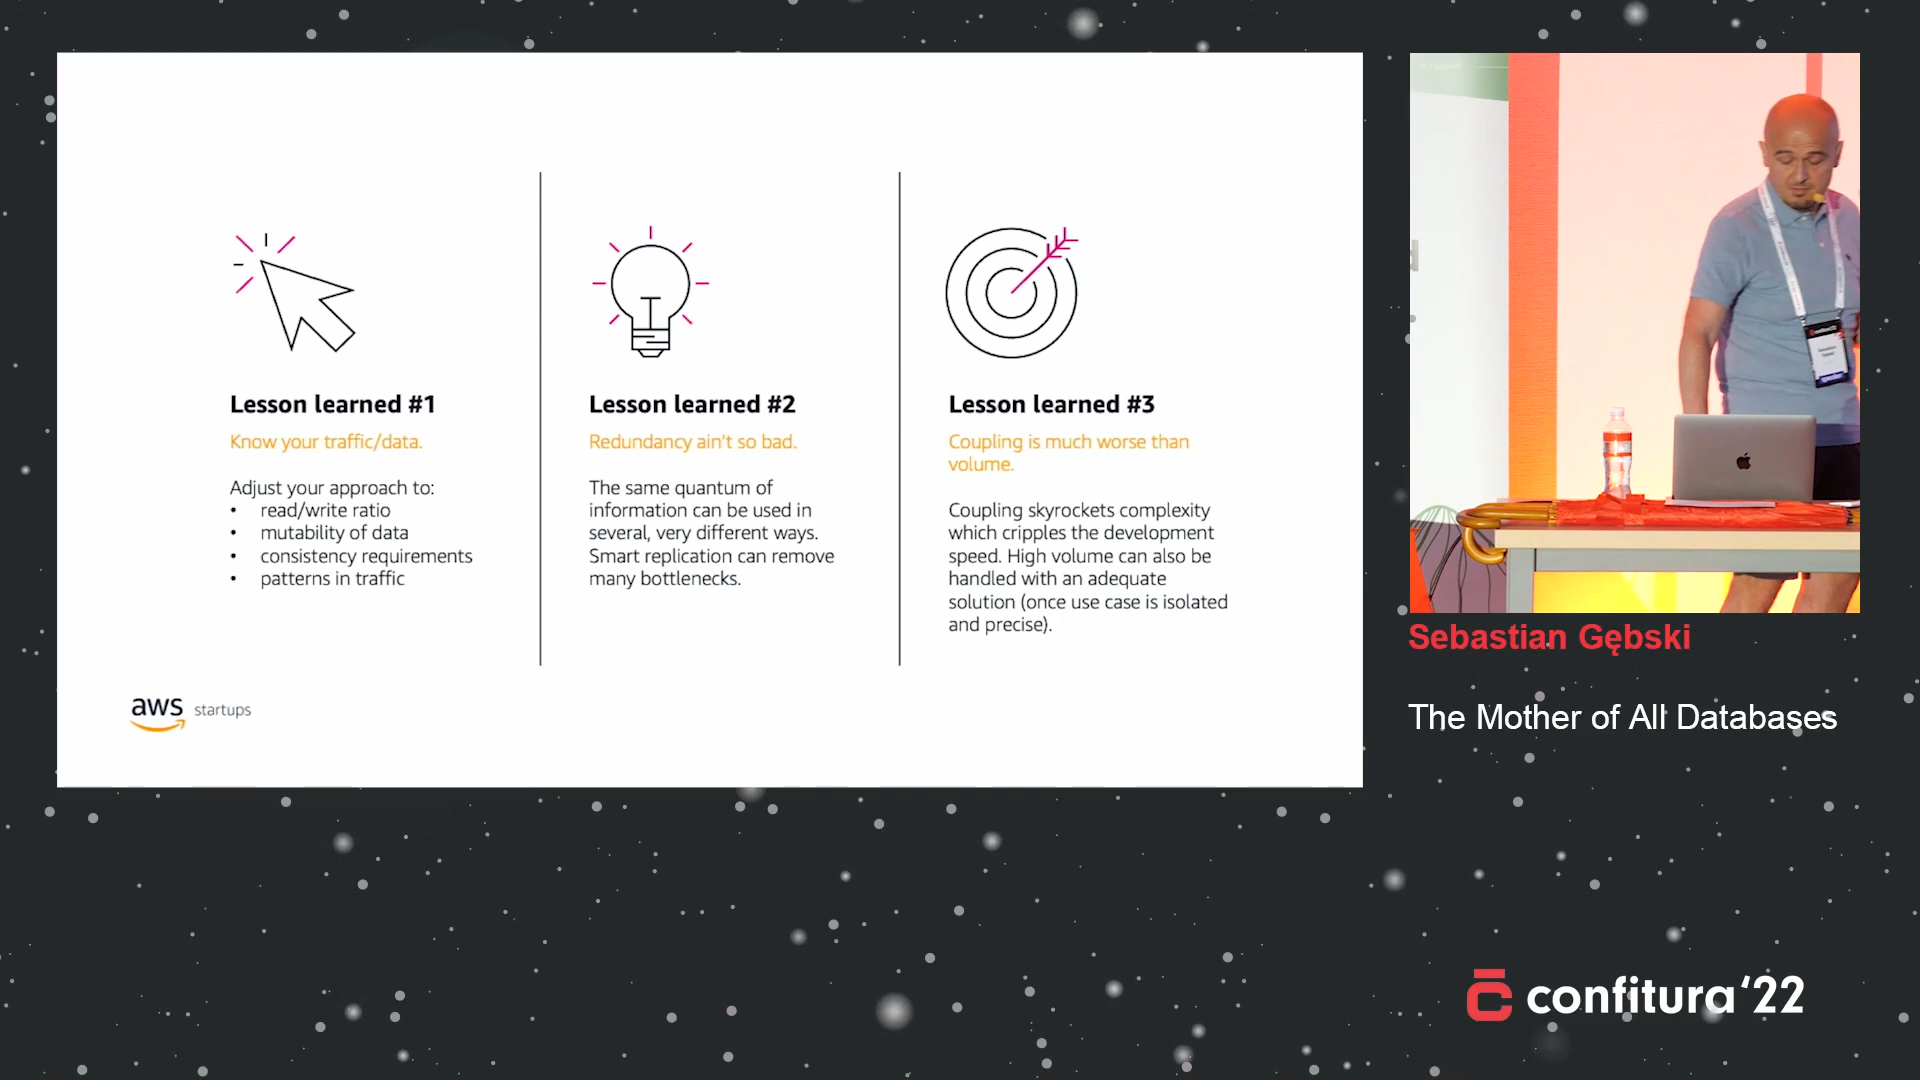 Lesson learned #1
Know your traffic/data.
Adjust your approach to:
• read/write ratio
• mutability of data
• consistency requirements
• patterns in traffic
Lesson learned #2
Redundancy ain't so bad.
The same quantum of
information can be used in
several, very different ways.
Smart replication can remove
many bottlenecks.
Lesson learned #3
Coupling is much worse than
volume.
Coupling skyrockets complexity
which cripples the development
speed. High volume can also be
handled with an adequate
solution (once use case is isolated
and precise).
aws startups
Sebastian Gębski
The Mother of All Databases
confitura '22